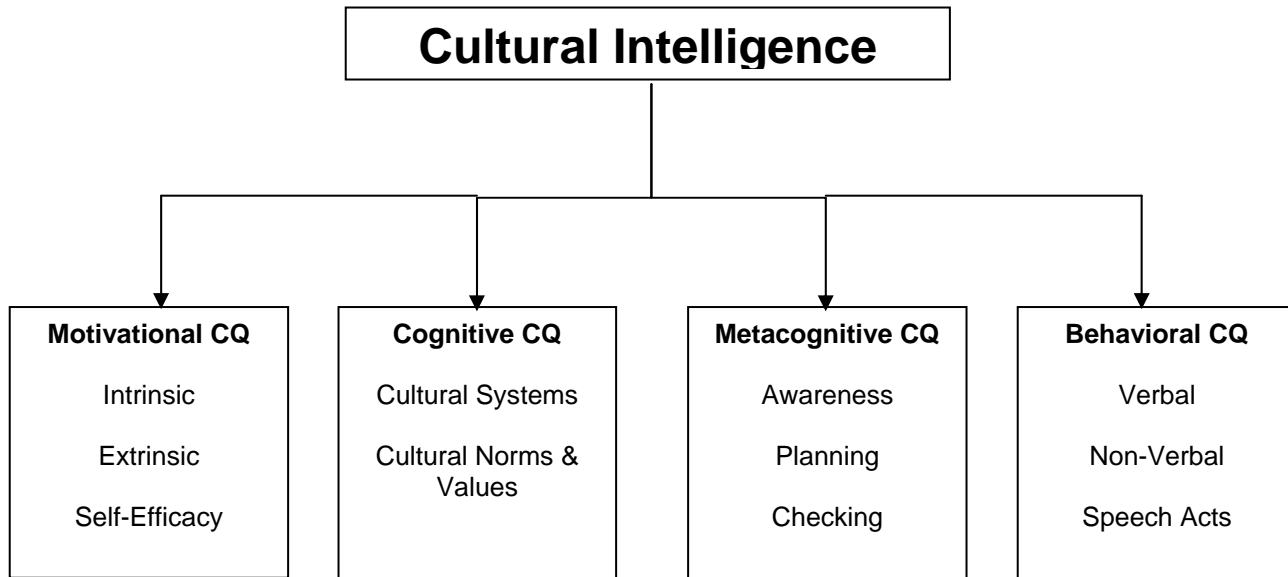 Cultural Intelligence
Motivational CQ
Intrinsic
Extrinsic
Self-Efficacy
Cognitive CQ
Cultural Systems
Cultural Norms &
Values
Metacognitive CQ
Awareness
Planning
Checking
Behavioral CQ
Verbal
Non-Verbal
Speech Acts